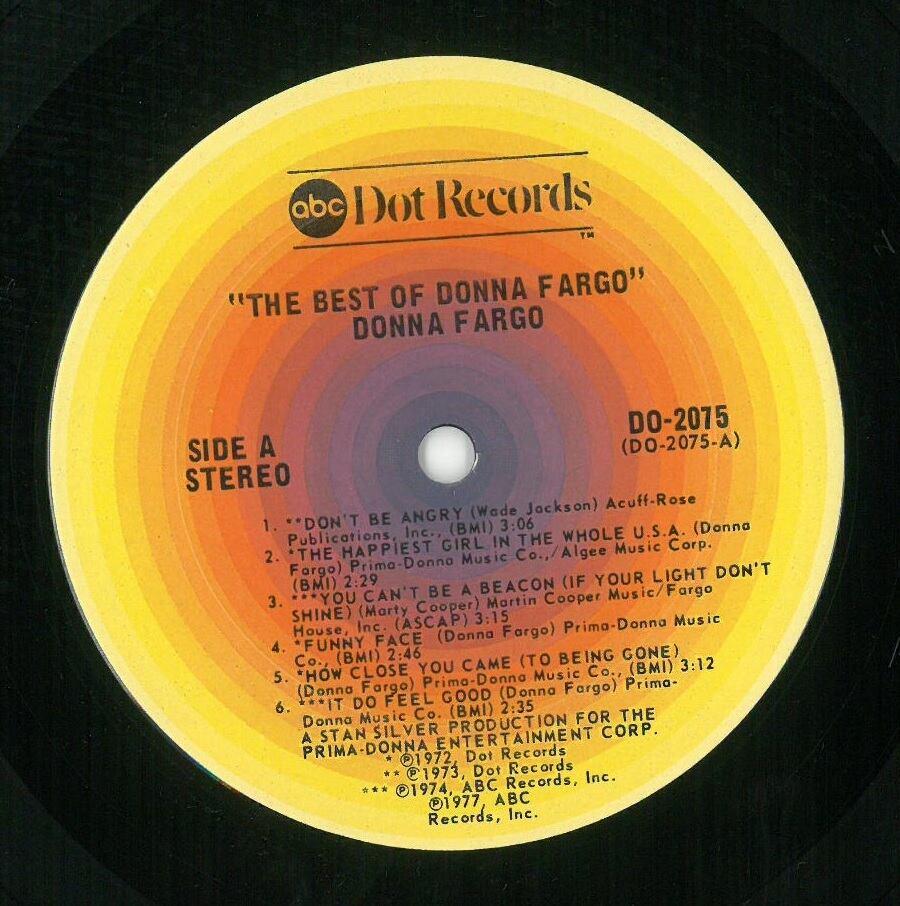 abc Dot Records
TM
"THE BEST OF DONNA FARGO"
DONNA FARGO
SIDE A
STEREO
DO-2075
(DO-2075-A)
1. **DON'T BE ANGRY (Wade Jackson) Acuff-Rose
Publications, Inc., (BMI) 3:06
2. *THE HAPPIEST GIRL IN THE WHOLE U.S.A. (Donna
Fargo) Prima-Donna Music Co.,/Algee Music Corp.
(BMI) 2:29
3. ***YOU CAN'T BE A BEACON (IF YOUR LIGHT DON'T
SHINE) (Marty Cooper) Martin Cooper Music/Fargo
House, Inc. (ASCAP) 3:15
4. *FUNNY FACE (Donna Fargo) Prima-Donna Music
Co., (BMI) 2:46
5. *HOW CLOSE YOU CAME (TO BEING GONE)
(Donna Fargo) Prima-Donna Music Co., (BMI) 3:12
6. ***IT DO FEEL GOOD (Donna Fargo) Prima-
Donna Music Co. (BMI) 2:35
A STAN SILVER PRODUCTION FOR THE
PRIMA-DONNA ENTERTAINMENT CORP.
* ℗1972, Dot Records
** ℗1973, Dot Records
*** ℗1974, ABC Records, Inc.
℗1977, ABC
Records, Inc.